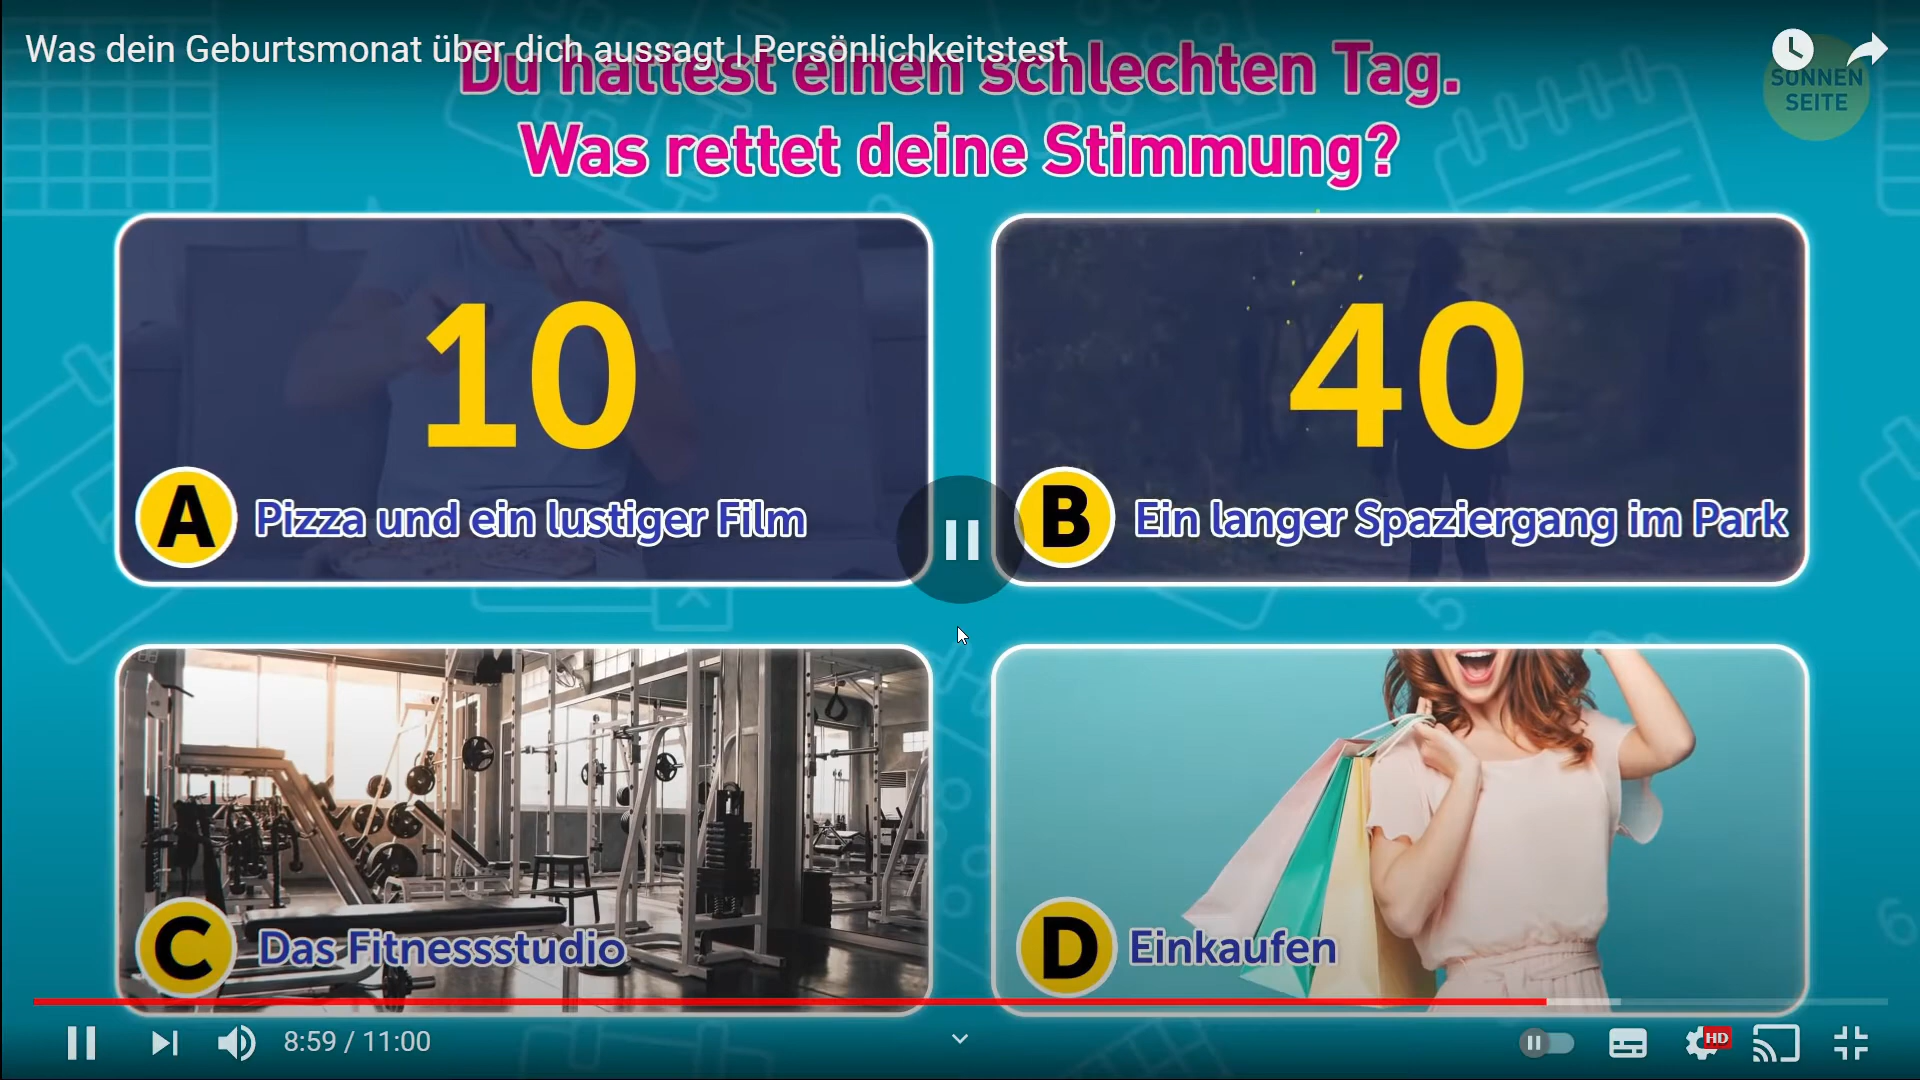 Was dein Geburtsmonat über dich aussagt | Persönlichkeitstest
Du hattest einen schlechten Tag.
Was rettet deine Stimmung?
SONNEN
SEITE
10
40
A Pizza und ein lustiger Film
B Ein langer Spaziergang im Park
C Das Fitnessstudio
D Einkaufen
8:59 / 11:00
HD